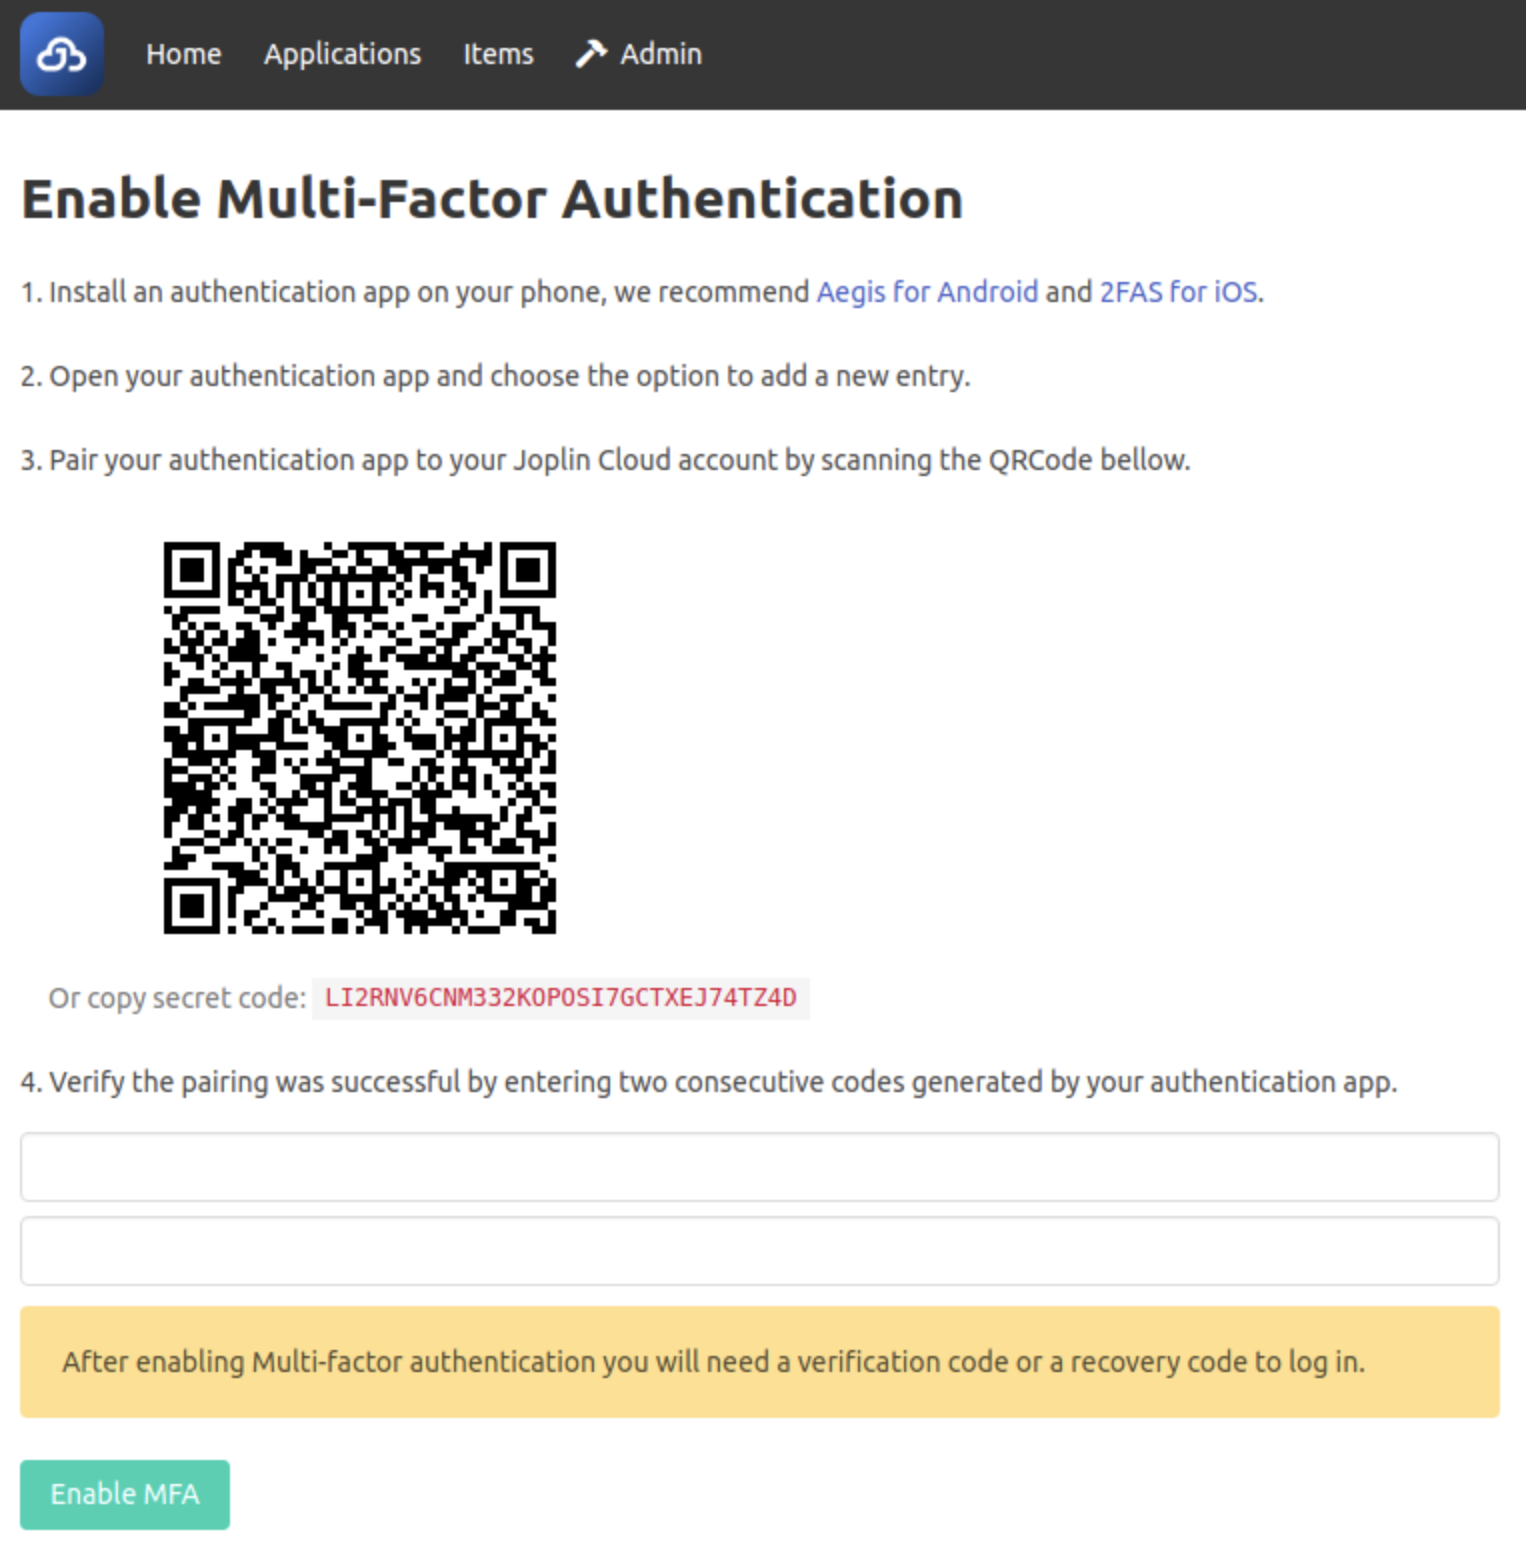 Home Applications Items Admin
Enable Multi-Factor Authentication
1. Install an authentication app on your phone, we recommend Aegis for Android and 2FAS for iOS.
2. Open your authentication app and choose the option to add a new entry.
3. Pair your authentication app to your Joplin Cloud account by scanning the QRCode bellow.
Or copy secret code: LI2RNV6CNM332KOPOSI7GCTXEJ74TZ4D
4. Verify the pairing was successful by entering two consecutive codes generated by your authentication app.
After enabling Multi-factor authentication you will need a verification code or a recovery code to log in.
Enable MFA